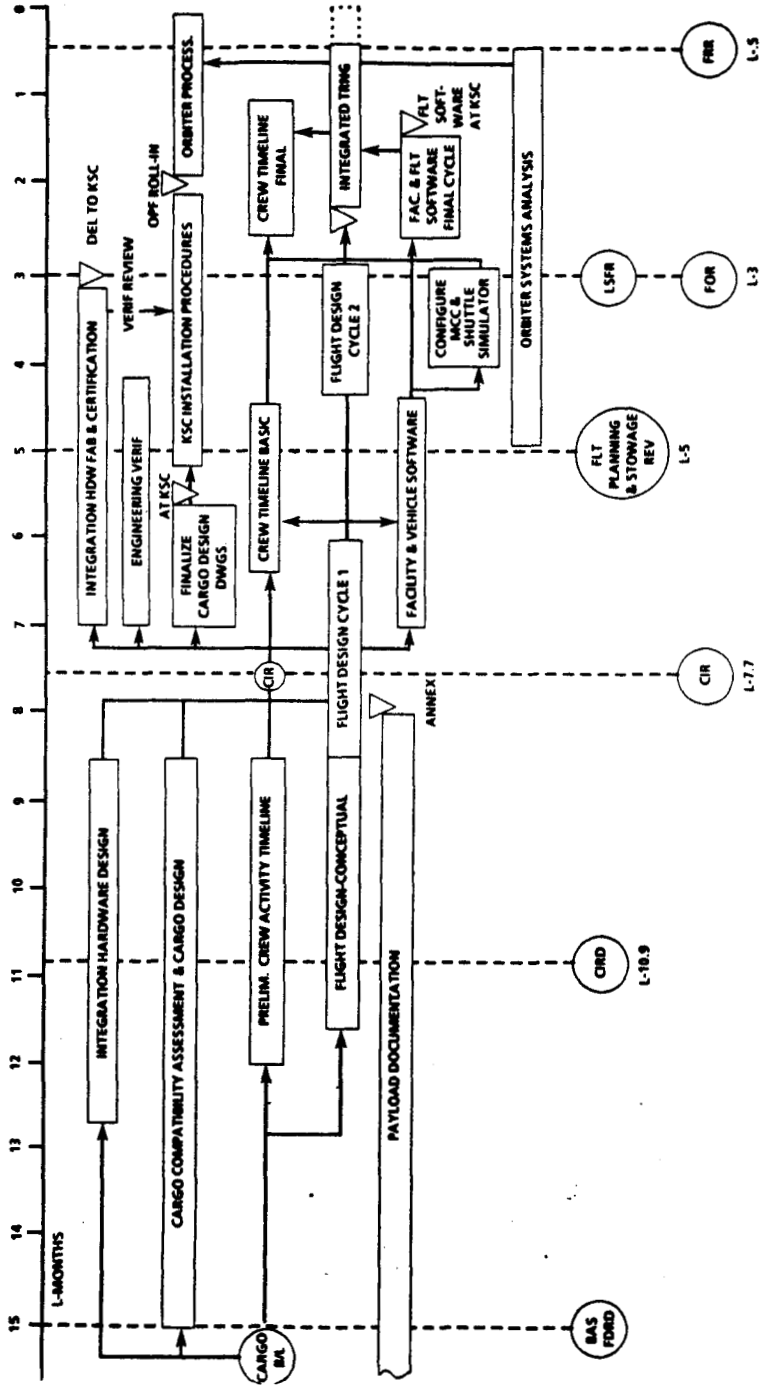 L-MONTHS
15
14
13
12
11
10
9
8
7
6
5
4
3
2
1
0
CARGO
B/L
INTEGRATION HARDWARE DESIGN
CARGO COMPATIBILITY ASSESSMENT & CARGO DESIGN
PRELIM. CREW ACTIVITY TIMELINE
FLIGHT DESIGN-CONCEPTUAL
FLIGHT DESIGN CYCLE 1
PAYLOAD DOCUMENTATION
ANNEX I
CIR
INTEGRATION HDW FAB & CERTIFICATION
DEL TO KSC
VERIF REVIEW
ENGINEERING VERIF
AT KSC
FINALIZE
CARGO DESIGN
DWGS
KSC INSTALLATION PROCEDURES
OPF ROLL-IN
ORBITER PROCESS.
CREW TIMELINE BASIC
CREW TIMELINE
FINAL
FLIGHT DESIGN
CYCLE 2
INTEGRATED TRNG
FACILITY & VEHICLE SOFTWARE
FAC. & FLT
SOFTWARE
FINAL CYCLE
FLT
SOFT-
WARE
AT KSC
CONFIGURE
MCC &
SHUTTLE
SIMULATOR
ORBITER SYSTEMS ANALYSIS
BAS
FDRD
CIRD
L-10.9
CIR
L-7.7
FLT
PLANNING
& STOWAGE
REV
L-5
LSFR
FOR
L-3
FRR
L-.5